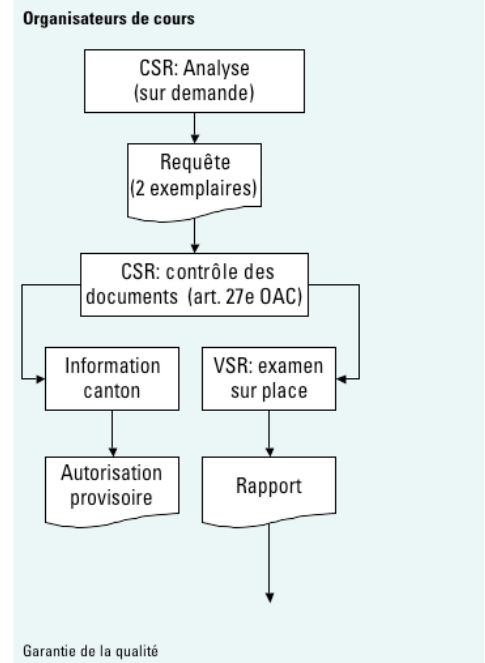 Organisateurs de cours
CSR: Analyse
(sur demande)
Requête
(2 exemplaires)
CSR: contrôle des
documents (art. 27e OAC)
Information
canton
VSR: examen
sur place
Autorisation
provisoire
Rapport
Garantie de la qualité